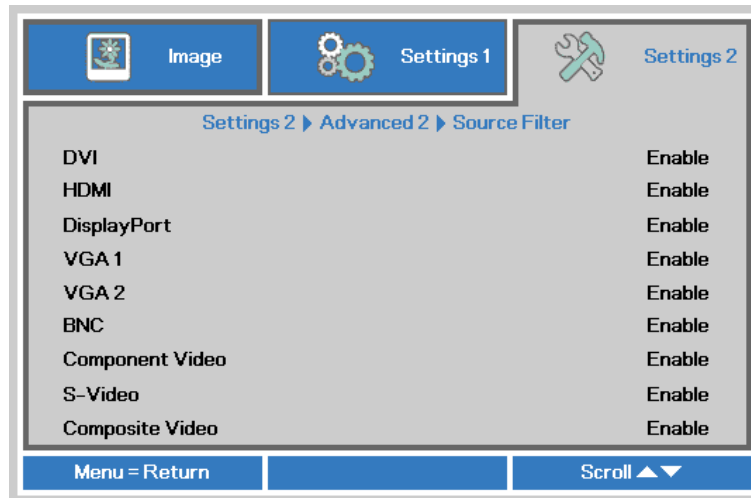 Image
Settings 1
Settings 2
Settings 2 ▶ Advanced 2 ▶ Source Filter
DVI Enable
HDMI Enable
DisplayPort Enable
VGA 1 Enable
VGA 2 Enable
BNC Enable
Component Video Enable
S-Video Enable
Composite Video Enable
Menu = Return
Scroll ▲▼